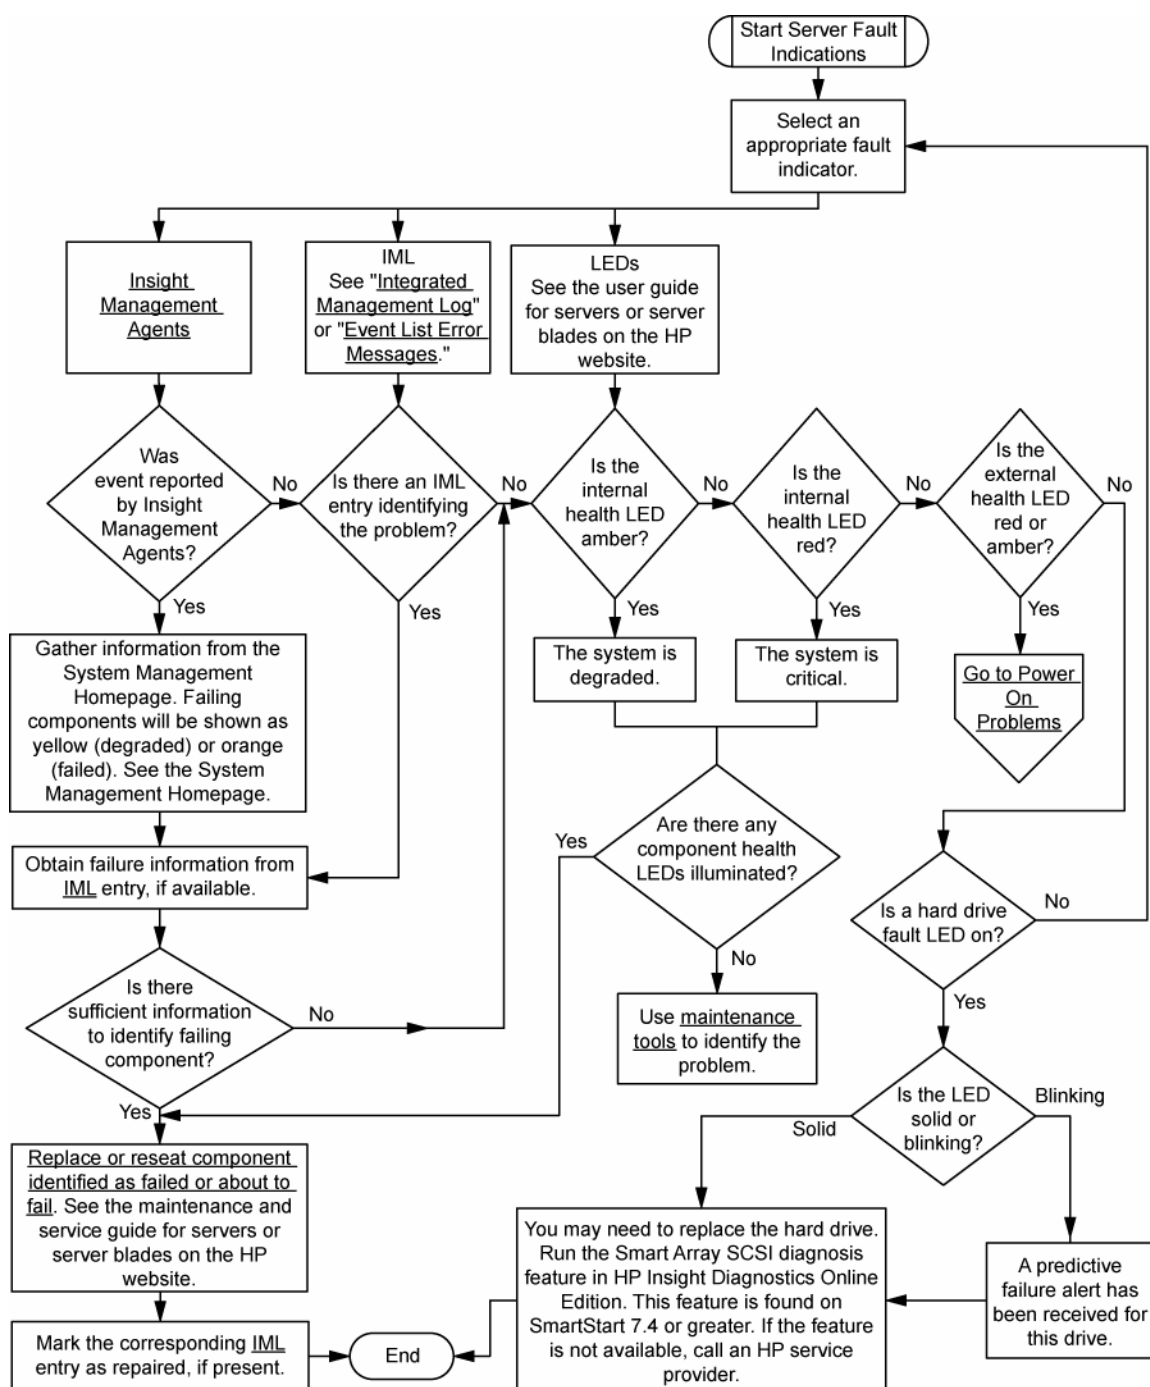 Start Server Fault
Indications
Select an
appropriate fault
indicator.
Insight
Management
Agents
IML
See "Integrated
Management Log"
or "Event List Error
Messages."
LEDs
See the user guide
for servers or server
blades on the HP
website.
Was
event reported
by Insight
Management
Agents?
No
Yes
Is there an IML
entry identifying
the problem?
No
Yes
Is the
internal
health LED
amber?
No
Yes
Is the
internal
health LED
red?
No
Yes
Is the
external
health LED
red or
amber?
No
Yes
Gather information from the
System Management
Homepage. Failing
components will be shown as
yellow (degraded) or orange
(failed). See the System
Management Homepage.
The system is
degraded.
The system is
critical.
Go to Power
On
Problems
Obtain failure information from
IML entry, if available.
Yes
Are there any
component health
LEDs illuminated?
No
Is a hard drive
fault LED on?
No
Yes
Is there
sufficient information
to identify failing
component?
No
Yes
Use maintenance
tools to identify the
problem.
Is the LED
solid or
blinking?
Solid
Blinking
Replace or reseat component
identified as failed or about to
fail. See the maintenance and
service guide for servers or
server blades on the HP
website.
You may need to replace the hard drive.
Run the Smart Array SCSI diagnosis
feature in HP Insight Diagnostics Online
Edition. This feature is found on
SmartStart 7.4 or greater. If the feature
is not available, call an HP service
provider.
A predictive
failure alert has
been received for
this drive.
Mark the corresponding IML
entry as repaired, if present.
End